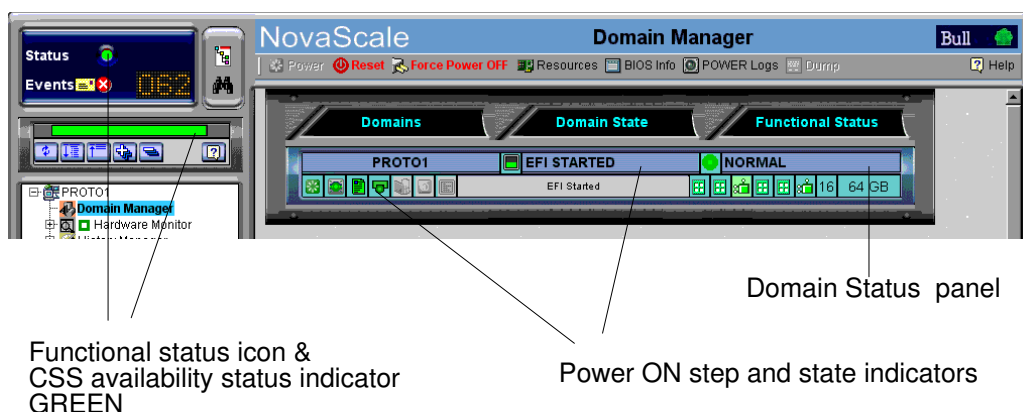 Status
Events 062
NovaScale Domain Manager Bull
Power Reset Force Power OFF Resources BIOS Info POWER Logs Dump Help
Domains Domain State Functional Status
PROTO1 EFI STARTED NORMAL
EFI Started 16 64 GB
PROTO1
Domain Manager
Hardware Monitor
History Manager
Domain Status panel
Functional status icon &
CSS availability status indicator
GREEN
Power ON step and state indicators